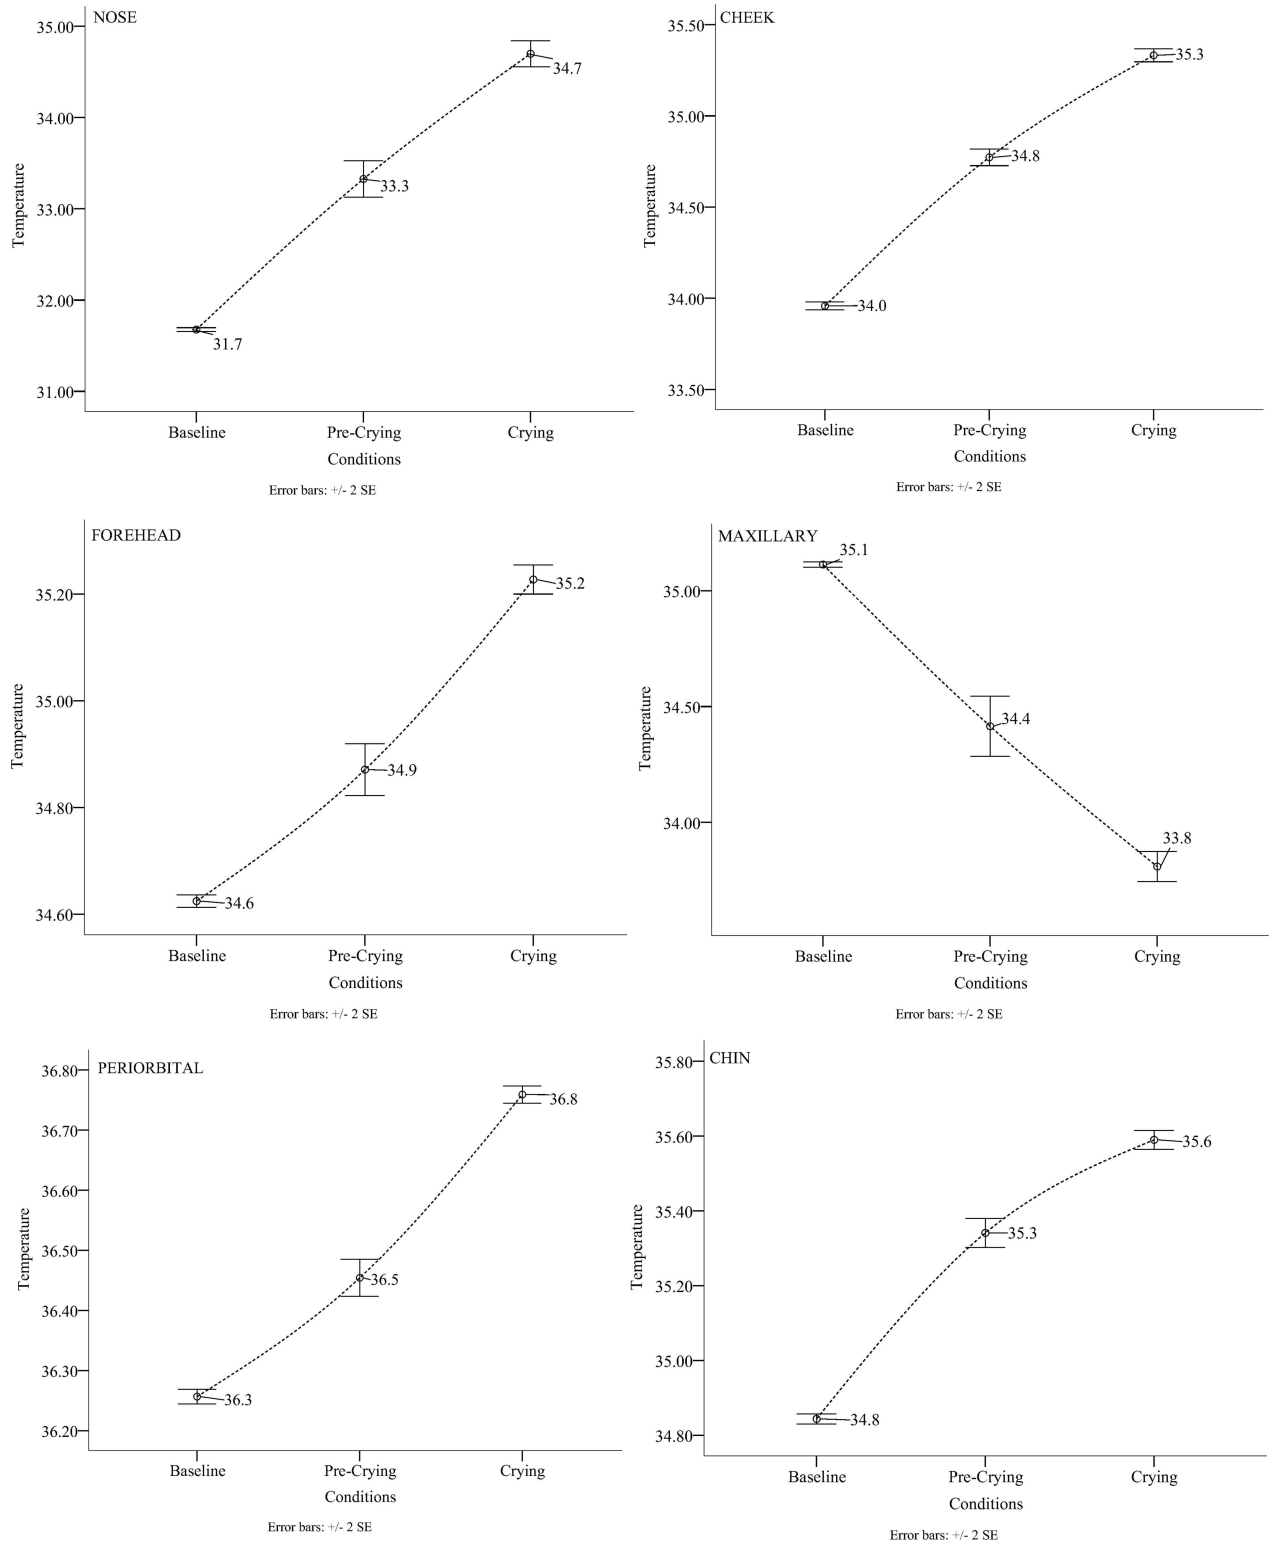 NOSE
35.00
34.00
33.00
32.00
31.00
Temperature
34.7
33.3
31.7
Baseline Pre-Crying Crying
Conditions
Error bars: +/- 2 SE
CHEEK
35.50
35.00
34.50
34.00
33.50
Temperature
35.3
34.8
34.0
Baseline Pre-Crying Crying
Conditions
Error bars: +/- 2 SE
FOREHEAD
35.20
35.00
34.80
34.60
Temperature
35.2
34.9
34.6
Baseline Pre-Crying Crying
Conditions
Error bars: +/- 2 SE
MAXILLARY
35.00
34.50
34.00
Temperature
35.1
34.4
33.8
Baseline Pre-Crying Crying
Conditions
Error bars: +/- 2 SE
PERIORBITAL
36.80
36.70
36.60
36.50
36.40
36.30
36.20
Temperature
36.8
36.5
36.3
Baseline Pre-Crying Crying
Conditions
Error bars: +/- 2 SE
CHIN
35.80
35.60
35.40
35.20
35.00
34.80
Temperature
35.6
35.3
34.8
Baseline Pre-Crying Crying
Conditions
Error bars: +/- 2 SE